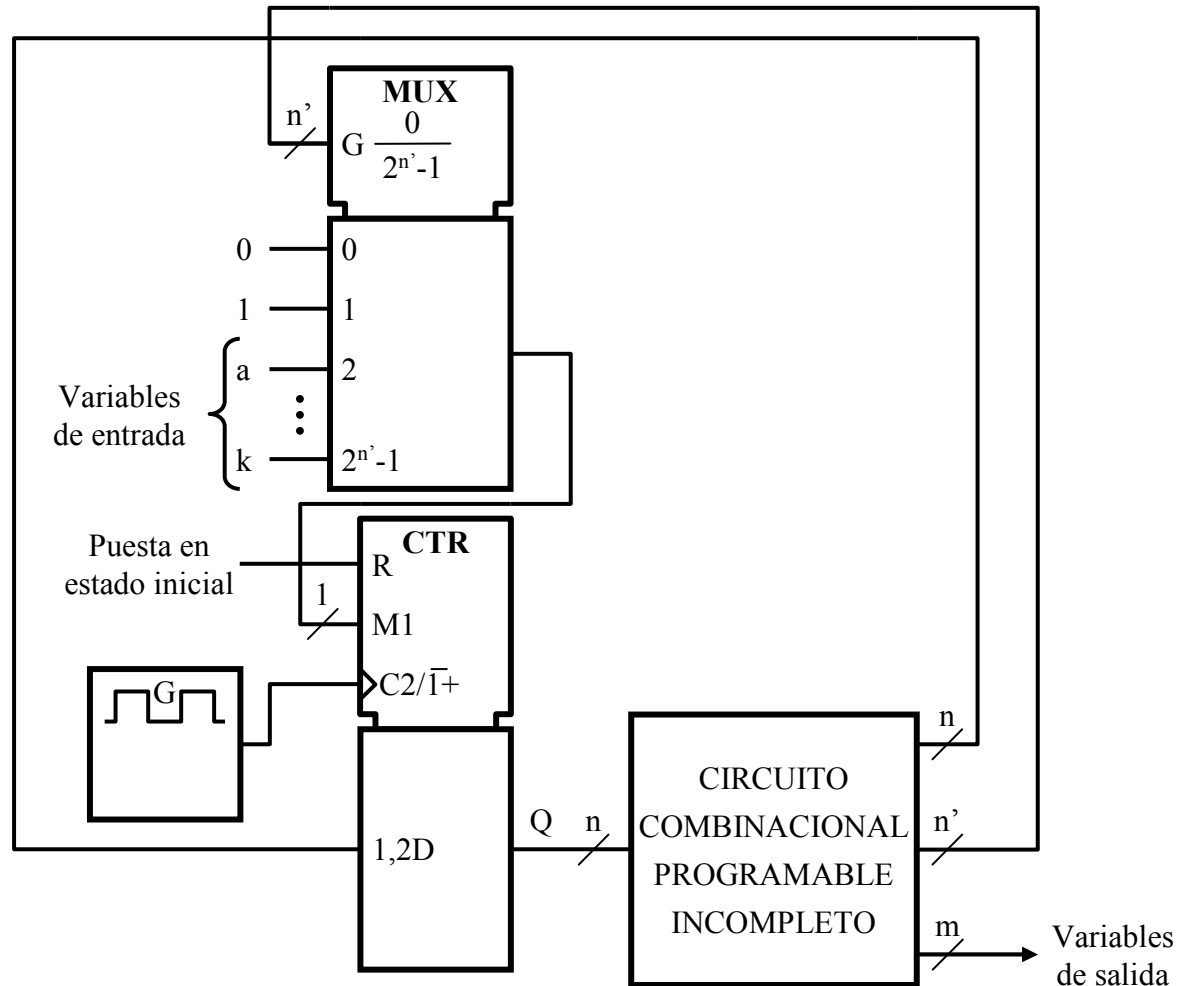 MUX
n’
G 0
2ⁿ’-1
0 0
1 1
Variables
de entrada
a 2
k 2ⁿ’-1
CTR
Puesta en
estado inicial
R
1
M1
C2/1̅+
G
1,2D
Q n
CIRCUITO
COMBINACIONAL
PROGRAMABLE
INCOMPLETO
n
n’
m
Variables
de salida